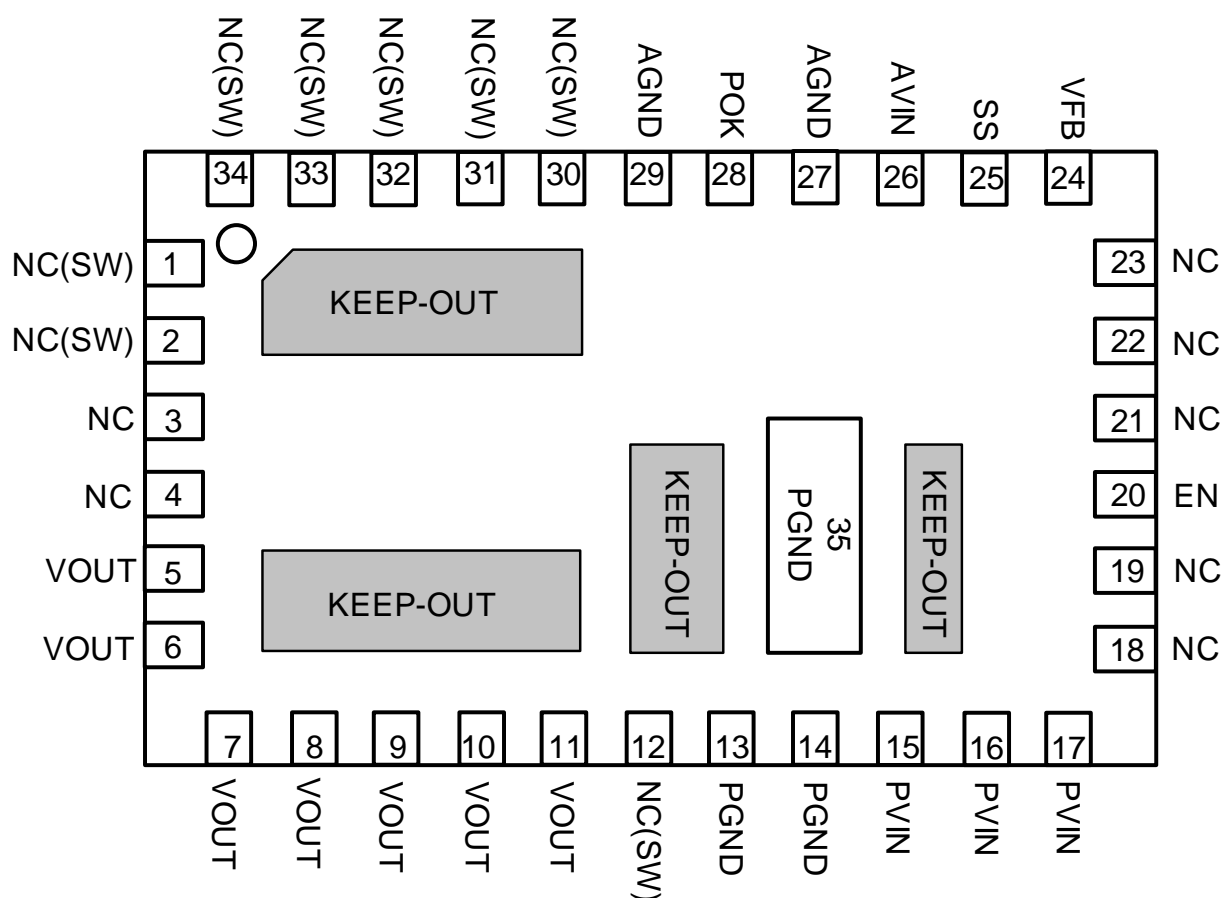 NC(SW) NC(SW) NC(SW) NC(SW) NC(SW) AGND POK AGND AVIN SS VFB
34 33 32 31 30 29 28 27 26 25 24
NC(SW) 1
23 NC
KEEP-OUT
NC(SW) 2
22 NC
NC 3
21 NC
NC 4
20 EN
KEEP-OUT
35
PGND
KEEP-OUT
VOUT 5
19 NC
KEEP-OUT
VOUT 6
18 NC
7 8 9 10 11 12 13 14 15 16 17
VOUT VOUT VOUT VOUT VOUT NC(SW) PGND PGND PVIN PVIN PVIN